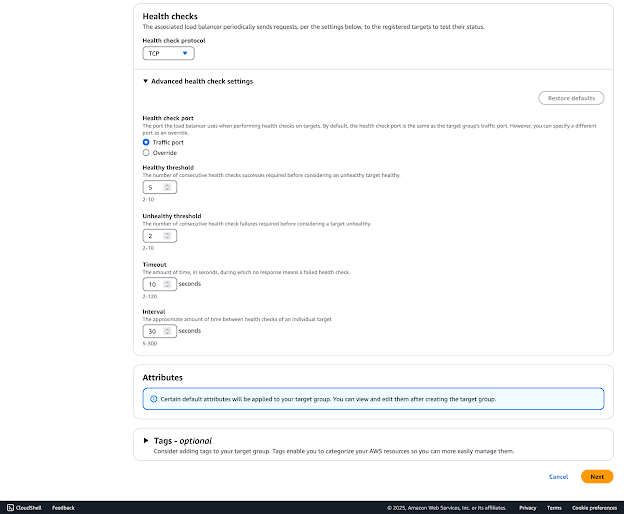 Health checks
The associated load balancer periodically sends requests, per the settings below, to the registered targets to test their status.
Health check protocol
TCP
Advanced health check settings
Restore defaults
Health check port
The port the load balancer uses when performing health checks on targets. By default, the health check port is the same as the target group's traffic port. However, you can specify a different
port as an override.
Traffic port
Override
Healthy threshold
The number of consecutive health checks successes required before considering an unhealthy target healthy.
5
2-10
Unhealthy threshold
The number of consecutive health check failures required before considering a target unhealthy.
2
2-10
Timeout
The amount of time, in seconds, during which no response means a failed health check.
10 seconds
2-120
Interval
The approximate amount of time between health checks of an individual target
30 seconds
5-300
Attributes
Certain default attributes will be applied to your target group. You can view and edit them after creating the target group.
Tags - optional
Consider adding tags to your target group. Tags enable you to categorize your AWS resources so you can more easily manage them.
Cancel Next
CloudShell Feedback © 2025, Amazon Web Services, Inc. or its affiliates. Privacy Terms Cookie preferences